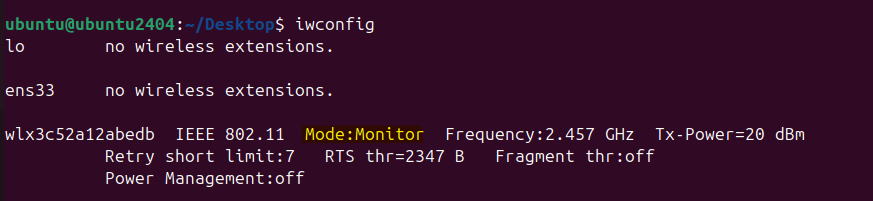 ubuntu@ubuntu2404:~/Desktop$ iwconfig
lo        no wireless extensions.
ens33     no wireless extensions.
wlx3c52a12abedb  IEEE 802.11  Mode:Monitor  Frequency:2.457 GHz  Tx-Power=20 dBm
          Retry short limit:7   RTS thr=2347 B   Fragment thr:off
          Power Management:off